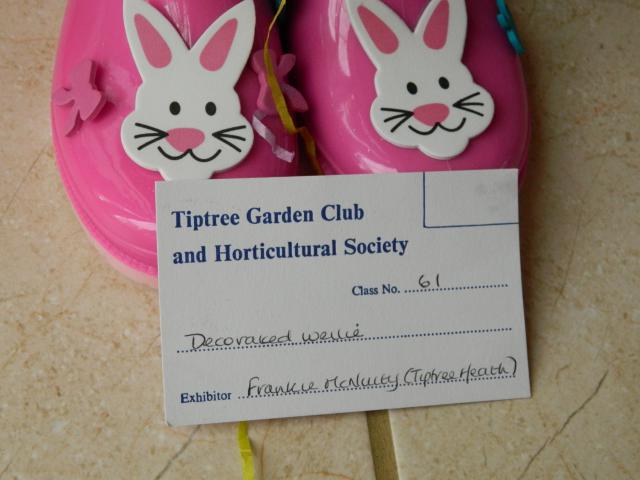 Tiptree Garden Club
and Horticultural Society
Class No. 61
Decorated wellie
Exhibitor Frankie McNulty (Tiptree Heath)